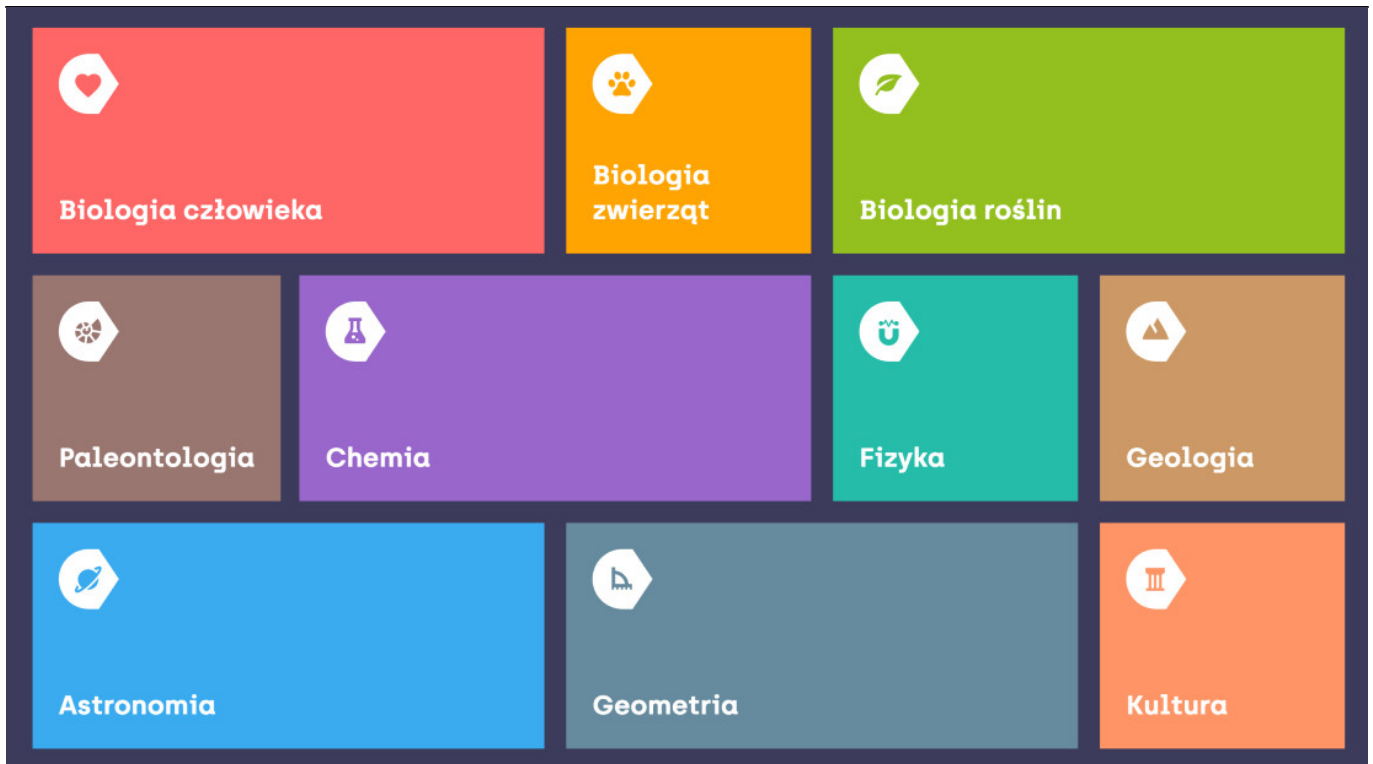 Biologia człowieka
Biologia
zwierząt
Biologia roślin
Paleontologia
Chemia
Fizyka
Geologia
Astronomia
Geometria
Kultura